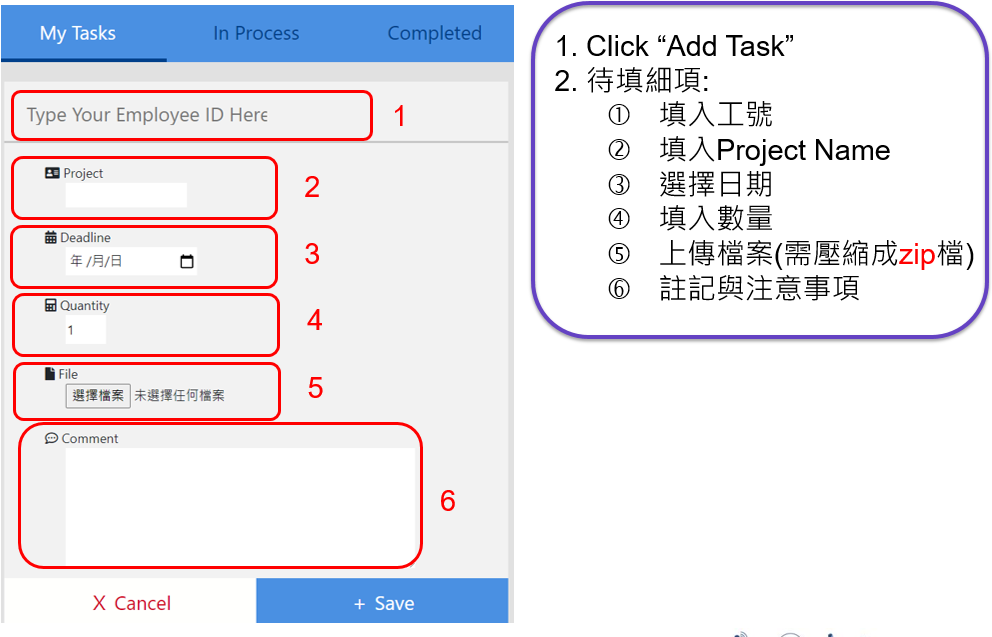 My Tasks In Process Completed
Type Your Employee ID Here 1
Project
2
Deadline
年 /月/日
3
Quantity
1
4
File
選擇檔案 未選擇任何檔案
5
Comment
6
X Cancel
+ Save
1. Click “Add Task”
2. 待填細項:
① 填入工號
② 填入Project Name
③ 選擇日期
④ 填入數量
⑤ 上傳檔案(需壓縮成zip檔)
⑥ 註記與注意事項